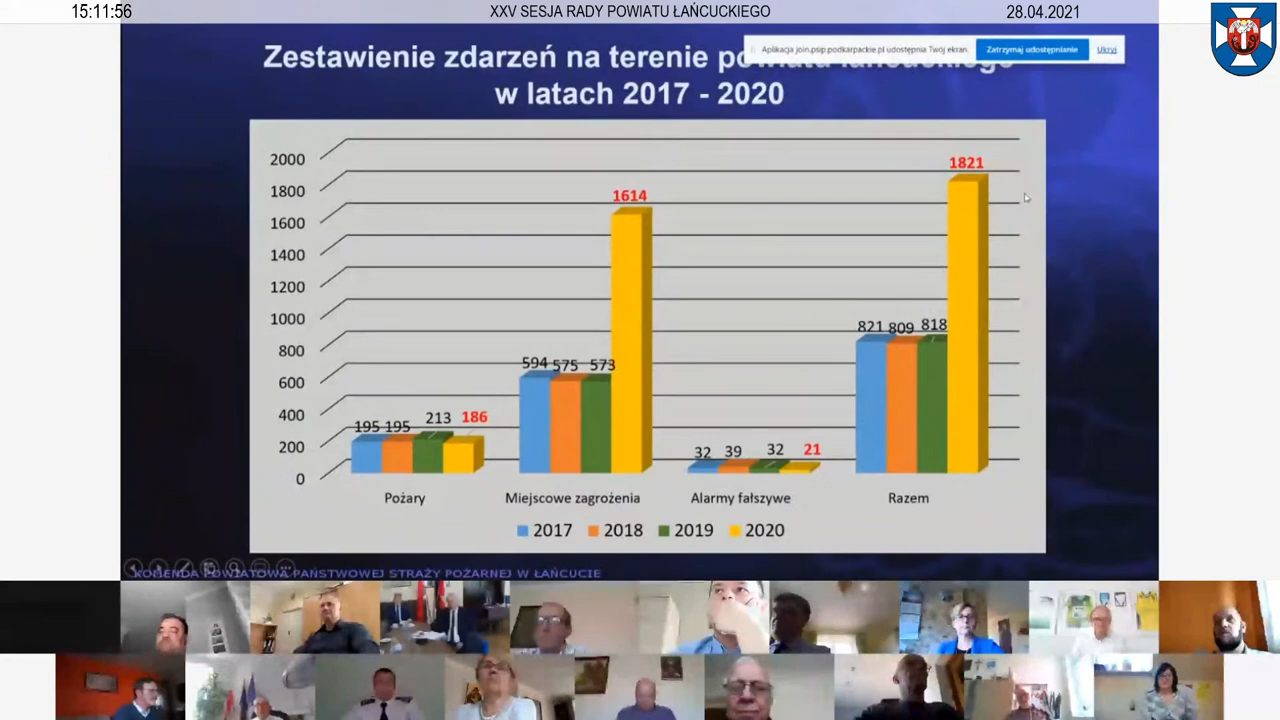 15:11:56
XXV SESJA RADY POWIATU ŁAŃCUCKIEGO
28.04.2021
Aplikacja join.psip.podkarpackie.pl udostępnia Twój ekran.
Zatrzymaj udostępnianie
Ukryj
Zestawienie zdarzeń na terenie powiatu łańcuckiego
w latach 2017 - 2020
2000
1800
1600
1400
1200
1000
800
600
400
200
0
195 195 213 186
594 575 573 1614
32 39 32 21
821 809 818 1821
Pożary
Miejscowe zagrożenia
Alarmy fałszywe
Razem
2017 2018 2019 2020
KOMENDA POWIATOWA PAŃSTWOWEJ STRAŻY POŻARNEJ W ŁAŃCUCIE